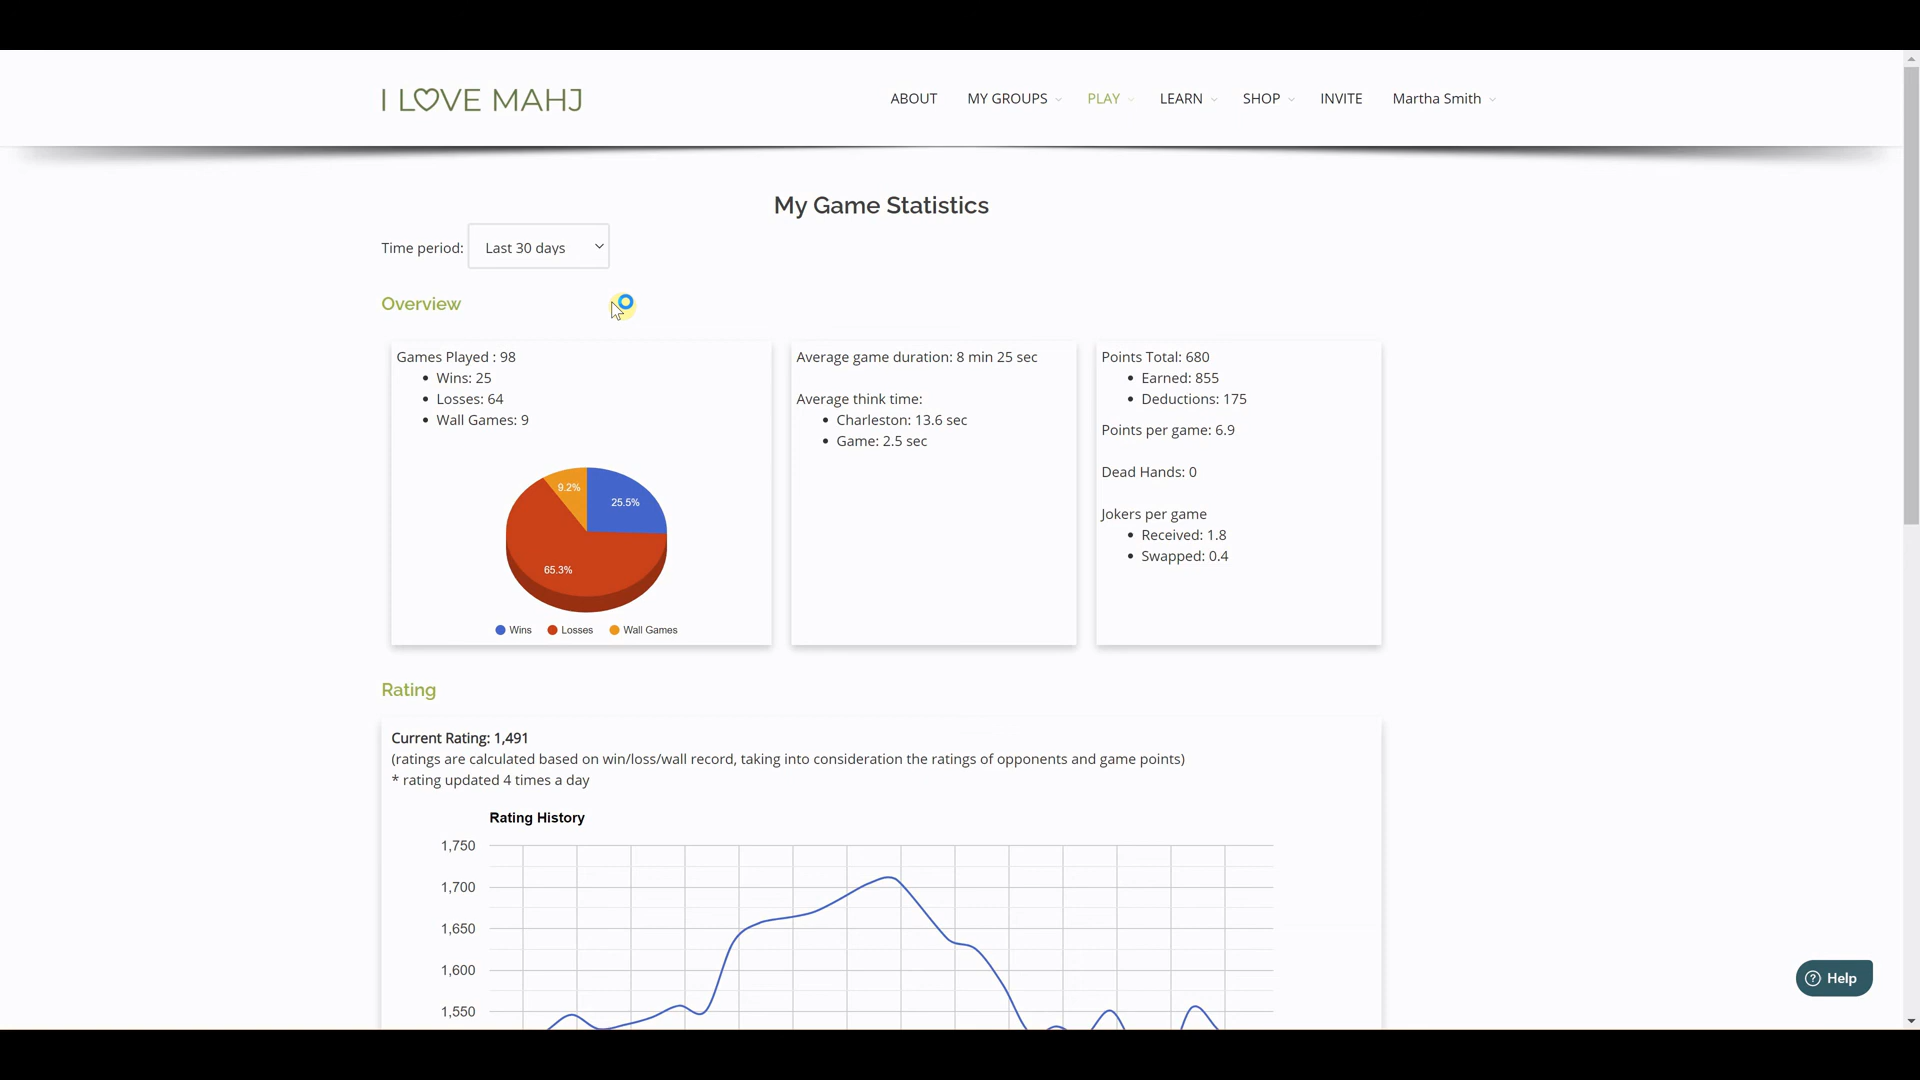 I LOVE MAHJ
ABOUT MY GROUPS PLAY LEARN SHOP INVITE Martha Smith
My Game Statistics
Time period: Last 30 days
Overview
Games Played : 98
• Wins: 25
• Losses: 64
• Wall Games: 9
9.2%
25.5%
65.3%
Wins Losses Wall Games
Average game duration: 8 min 25 sec
Average think time:
• Charleston: 13.6 sec
• Game: 2.5 sec
Points Total: 680
• Earned: 855
• Deductions: 175
Points per game: 6.9
Dead Hands: 0
Jokers per game
• Received: 1.8
• Swapped: 0.4
Rating
Current Rating: 1,491
(ratings are calculated based on win/loss/wall record, taking into consideration the ratings of opponents and game points)
* rating updated 4 times a day
Rating History
1,750
1,700
1,650
1,600
1,550
? Help